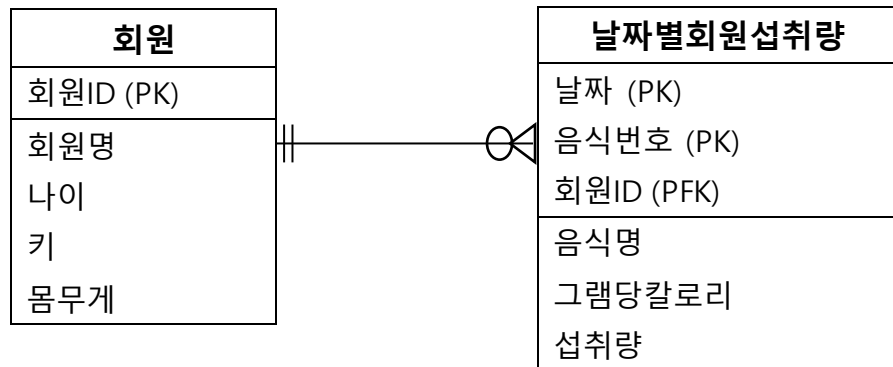 회원
회원ID (PK)
회원명
나이
키
몸무게
날짜별회원섭취량
날짜 (PK)
음식번호 (PK)
회원ID (PFK)
음식명
그램당칼로리
섭취량